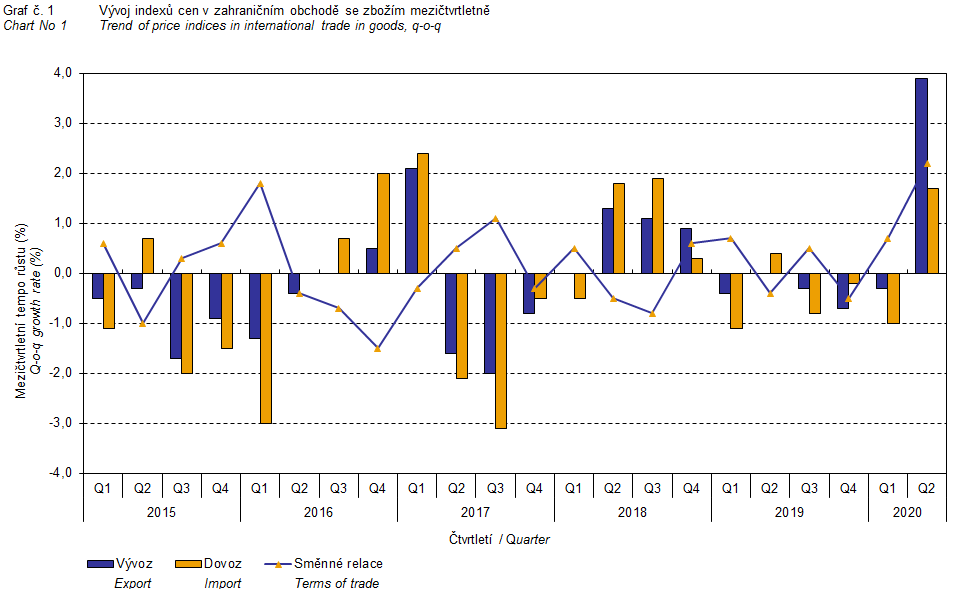 Graf č. 1 Vývoj indexů cen v zahraničním obchodě se zbožím mezičtvrtletně
Chart No 1 Trend of price indices in international trade in goods, q-o-q
Mezičtvrtletní tempo růstu (%)
Q-o-q growth rate (%)
4,0
3,0
2,0
1,0
0,0
-1,0
-2,0
-3,0
-4,0
Q1 Q2 Q3 Q4 Q1 Q2 Q3 Q4 Q1 Q2 Q3 Q4 Q1 Q2 Q3 Q4 Q1 Q2 Q3 Q4 Q1 Q2
2015 2016 2017 2018 2019 2020
Čtvrtletí / Quarter
Vývoz Dovoz Směnné relace
Export Import Terms of trade